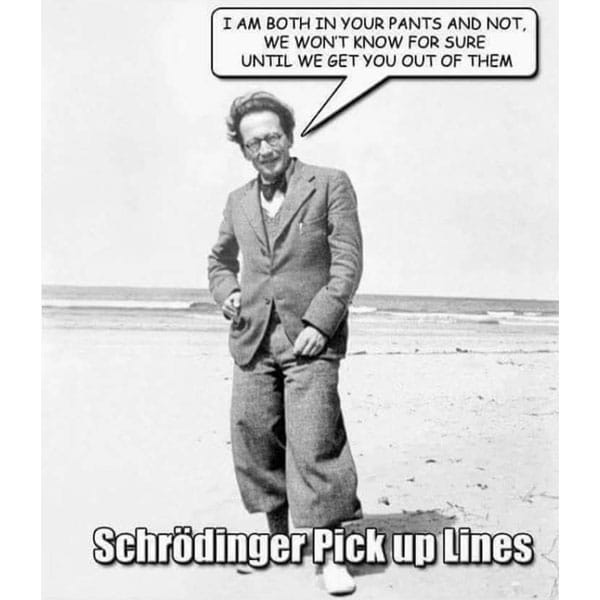 I AM BOTH IN YOUR PANTS AND NOT,
WE WON'T KNOW FOR SURE
UNTIL WE GET YOU OUT OF THEM
Schrödinger Pick up Lines